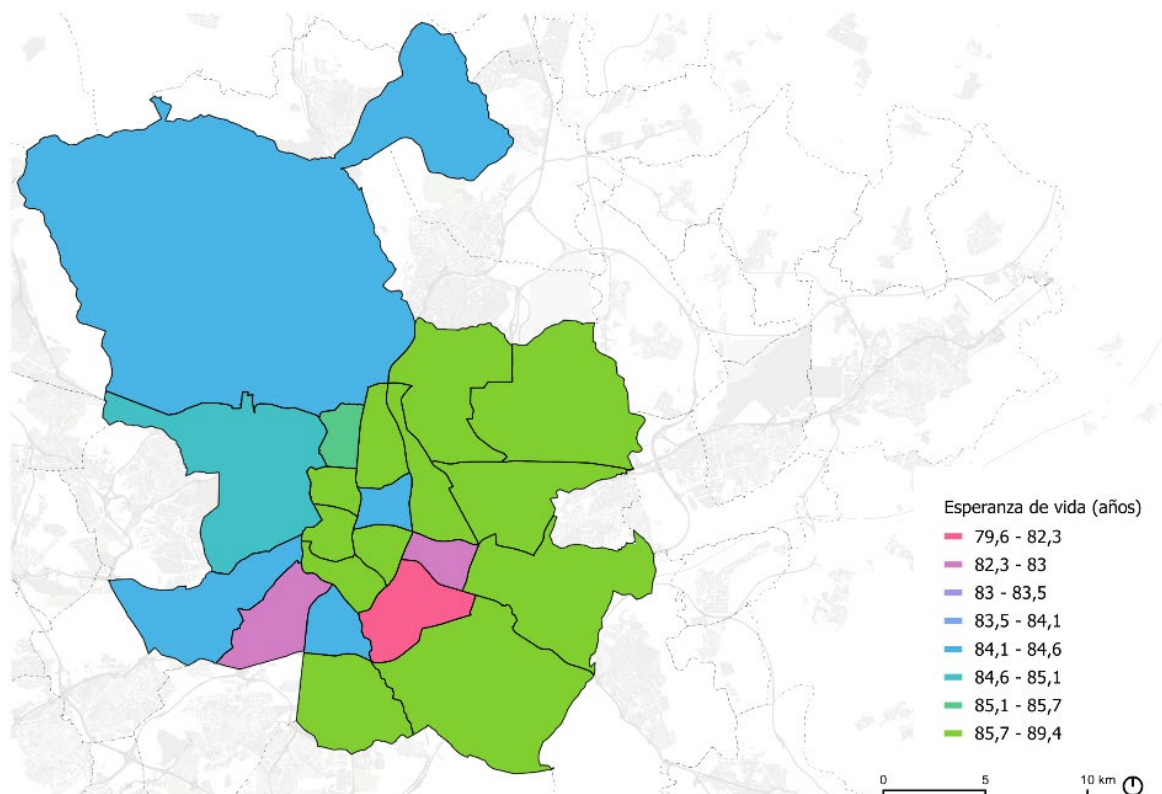 Esperanza de vida (años)
79,6 - 82,3
82,3 - 83
83 - 83,5
83,5 - 84,1
84,1 - 84,6
84,6 - 85,1
85,1 - 85,7
85,7 - 89,4
0 5 10 km